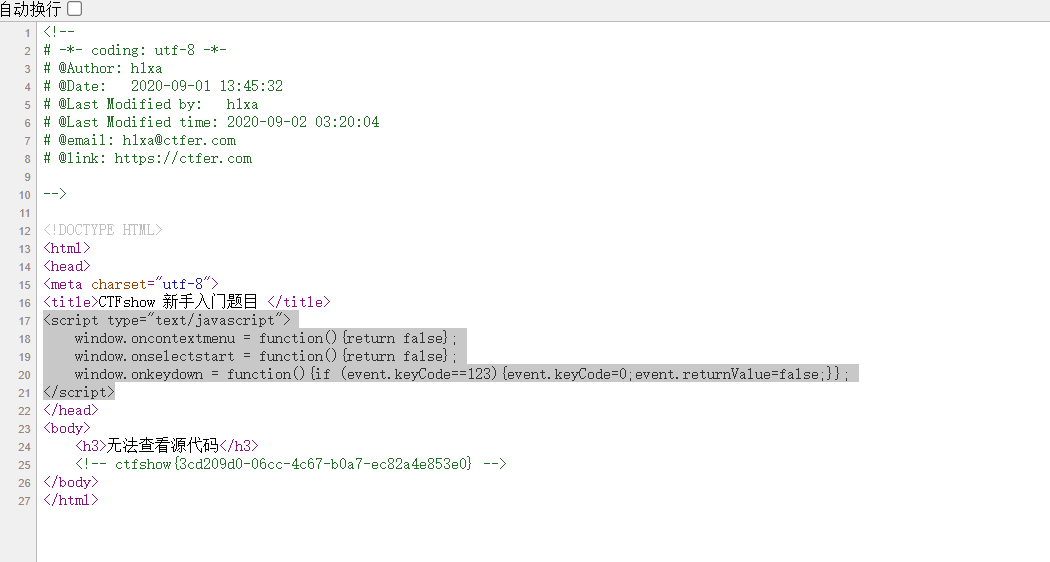 自动换行
1 <!--
2 # -*- coding: utf-8 -*-
3 # @Author: hlxa
4 # @Date:   2020-09-01 13:45:32
5 # @Last Modified by:   hlxa
6 # @Last Modified time: 2020-09-02 03:20:04
7 # @email: hlxa@ctfer.com
8 # @link: https://ctfer.com
9
10 -->
11
12 <!DOCTYPE HTML>
13 <html>
14 <head>
15 <meta charset="utf-8">
16 <title>CTFshow 新手入门题目 </title>
17 <script type="text/javascript">
18     window.oncontextmenu = function(){return false};
19     window.onselectstart = function(){return false};
20     window.onkeydown = function(){if (event.keyCode==123){event.keyCode=0;event.returnValue=false;}};
21 </script>
22 </head>
23 <body>
24     <h3>无法查看源代码</h3>
25     <!-- ctfshow{3cd209d0-06cc-4c67-b0a7-ec82a4e853e0} -->
26 </body>
27 </html>